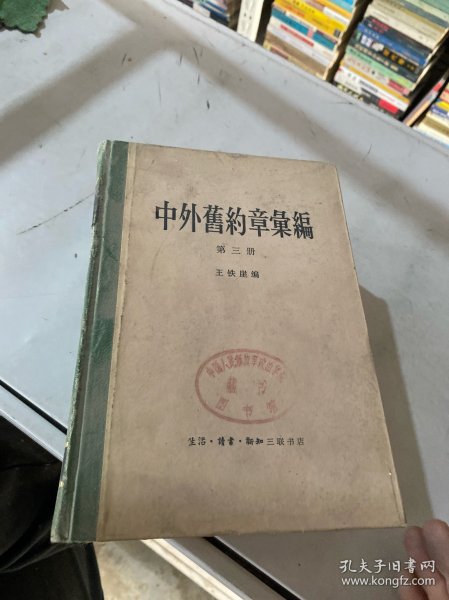 中外舊約章彙編
第三册
王铁崖编
生活·讀書·新知三联书店
孔夫子旧书网
www.kongfz.com